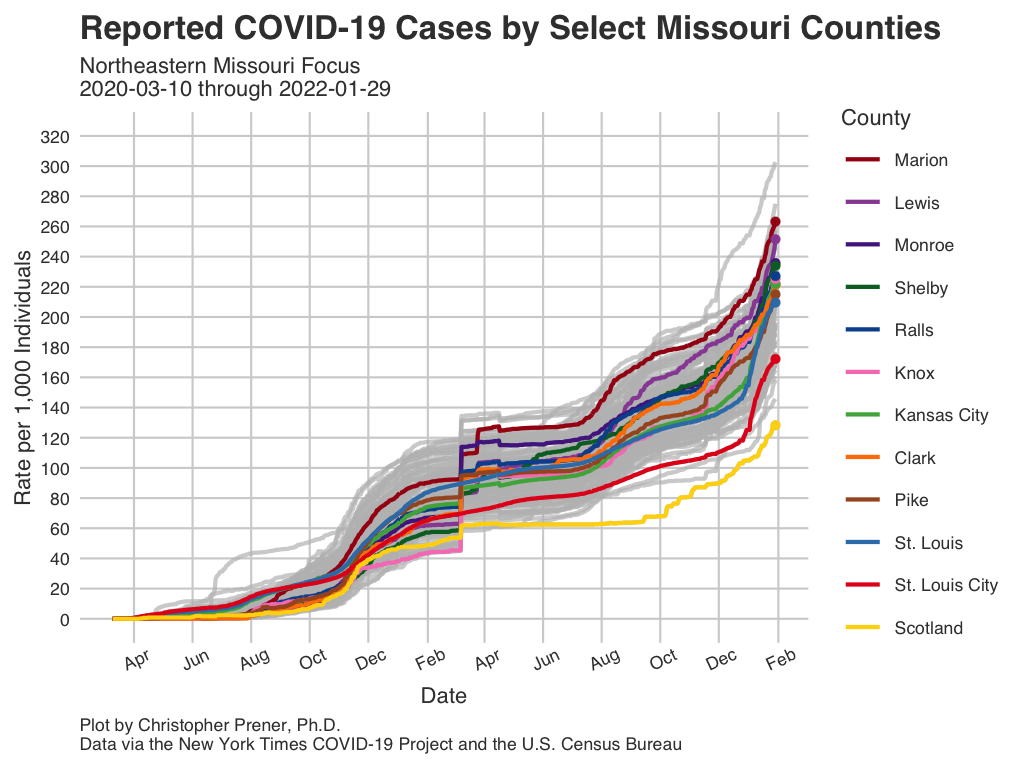 Reported COVID-19 Cases by Select Missouri Counties
Northeastern Missouri Focus
2020-03-10 through 2022-01-29
County
320
300
280
260
240
220
200
180
160
140
120
100
80
60
40
20
0
Rate per 1,000 Individuals
Marion
Lewis
Monroe
Shelby
Ralls
Knox
Kansas City
Clark
Pike
St. Louis
St. Louis City
Scotland
Apr Jun Aug Oct Dec Feb Apr Jun Aug Oct Dec Feb
Date
Plot by Christopher Prener, Ph.D.
Data via the New York Times COVID-19 Project and the U.S. Census Bureau